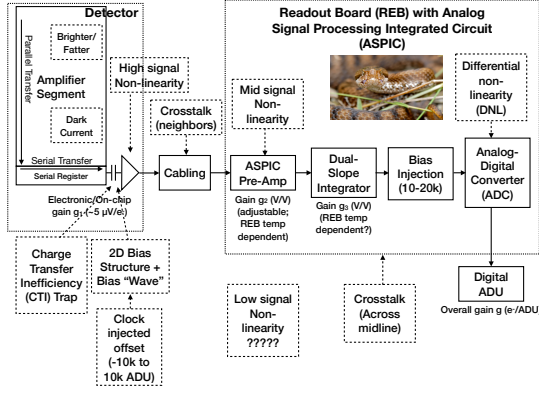 Detector
Brighter/
Fatter
Parallel Transfer
Amplifier
Segment
Dark
Current
Serial Transfer
Serial Register
Electronic/On-chip
gain g₁ (~5 μV/e-)
High signal
Non-linearity
Crosstalk
(neighbors)
Cabling
Readout Board (REB) with Analog
Signal Processing Integrated Circuit
(ASPIC)
Mid signal
Non-
linearity
ASPIC
Pre-Amp
Gain g₂ (V/V)
(adjustable;
REB temp
dependent)
Dual-
Slope
Integrator
Gain g₃ (V/V)
(REB temp
dependent?)
Bias
Injection
(10-20k)
Differential
non-
linearity
(DNL)
Analog-
Digital
Converter
(ADC)
Digital
ADU
Overall gain g (e-/ADU)
Charge
Transfer
Inefficiency
(CTI) Trap
2D Bias
Structure +
Bias “Wave”
Clock
injected
offset
(-10k to
10k ADU)
Low signal
Non-
linearity
?????
Crosstalk
(Across
midline)